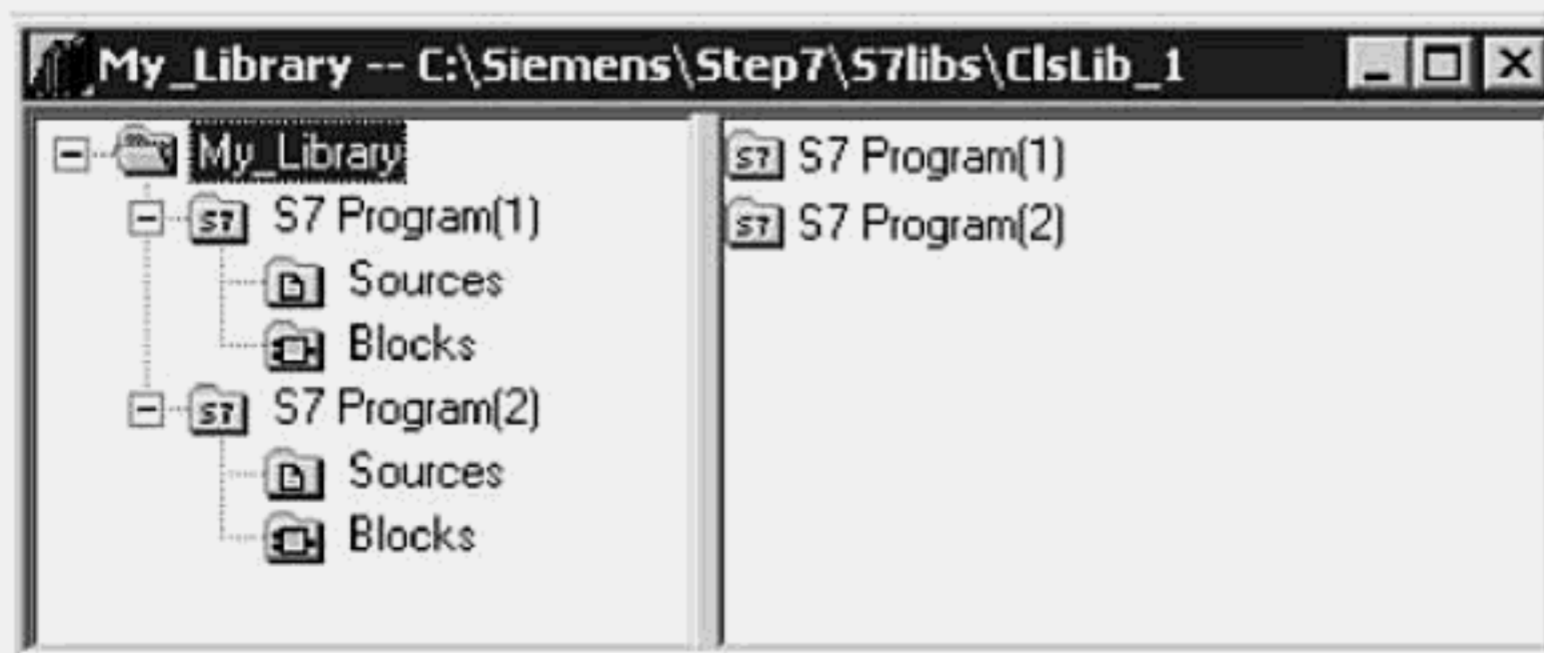 My_Library -- C:\Siemens\Step7\S7libs\ClsLib_1
My_Library
S7 Program(1)
Sources
Blocks
S7 Program(2)
Sources
Blocks
S7 Program(1)
S7 Program(2)